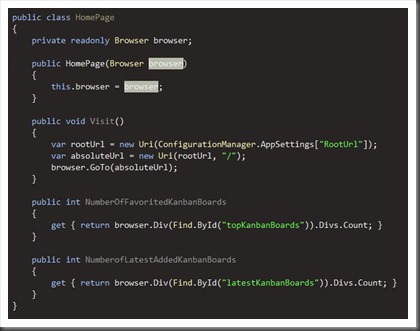 public class HomePage
{
    private readonly Browser browser;

    public HomePage(Browser browser)
    {
        this.browser = browser;
    }

    public void Visit()
    {
        var rootUrl = new Uri(ConfigurationManager.AppSettings["RootUrl"]);
        var absoluteUrl = new Uri(rootUrl, "/");
        browser.GoTo(absoluteUrl);
    }

    public int NumberOfFavoritedKanbanBoards
    {
        get { return browser.Div(Find.ById("topKanbanBoards")).Divs.Count; }
    }

    public int NumberofLatestAddedKanbanBoards
    {
        get { return browser.Div(Find.ById("latestKanbanBoards")).Divs.Count; }
    }
}